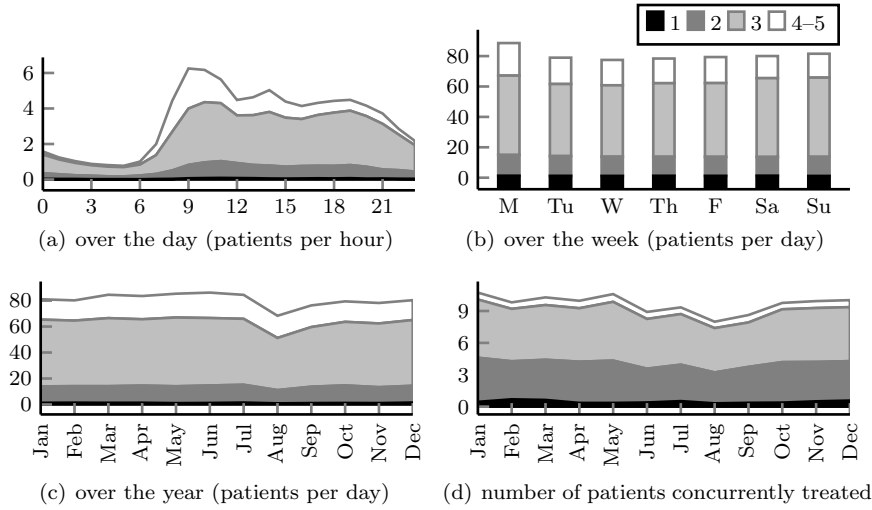 1 2 3 4–5
6
4
2
0
0 3 6 9 12 15 18 21
(a) over the day (patients per hour)
80
60
40
20
0
M Tu W Th F Sa Su
(b) over the week (patients per day)
80
60
40
20
0
Jan Feb Mar Apr May Jun Jul Aug Sep Oct Nov Dec
(c) over the year (patients per day)
9
6
3
0
Jan Feb Mar Apr May Jun Jul Aug Sep Oct Nov Dec
(d) number of patients concurrently treated